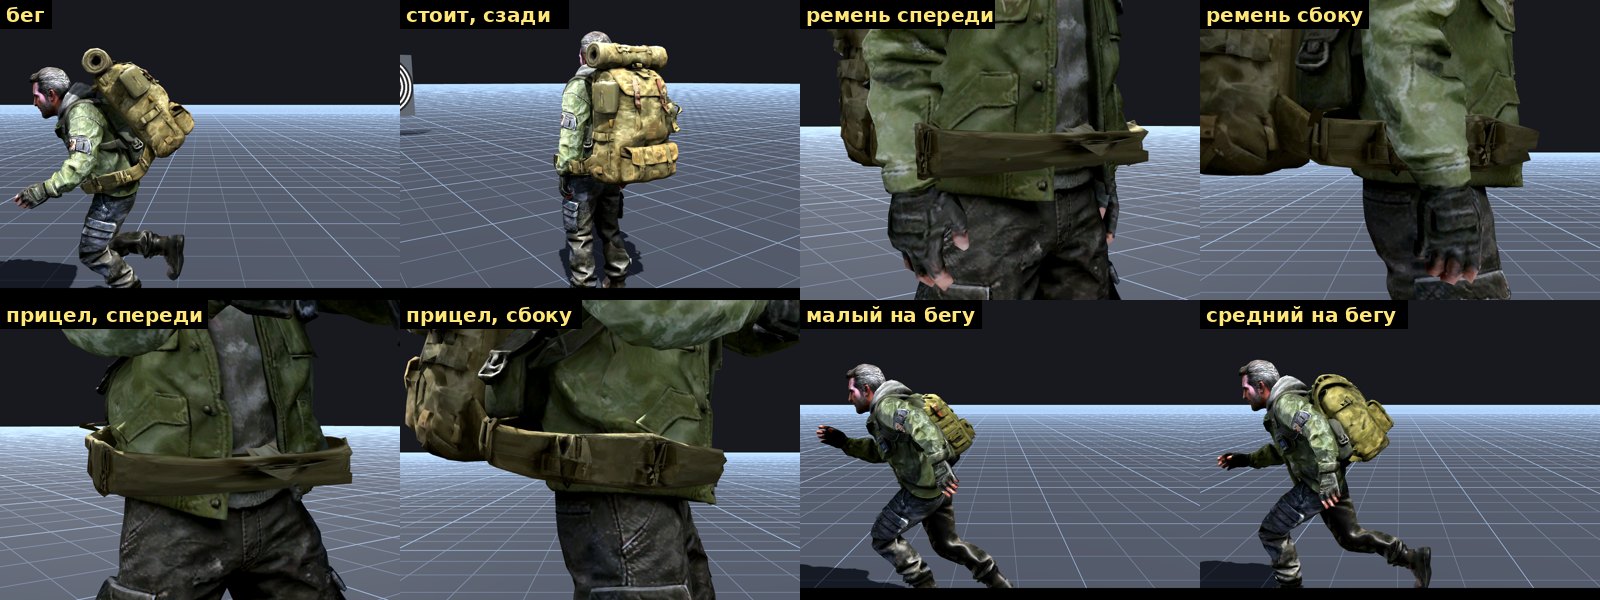 бег
стоит, сзади
ремень спереди
ремень сбоку
прицел, спереди
прицел, сбоку
малый на бегу
средний на бегу